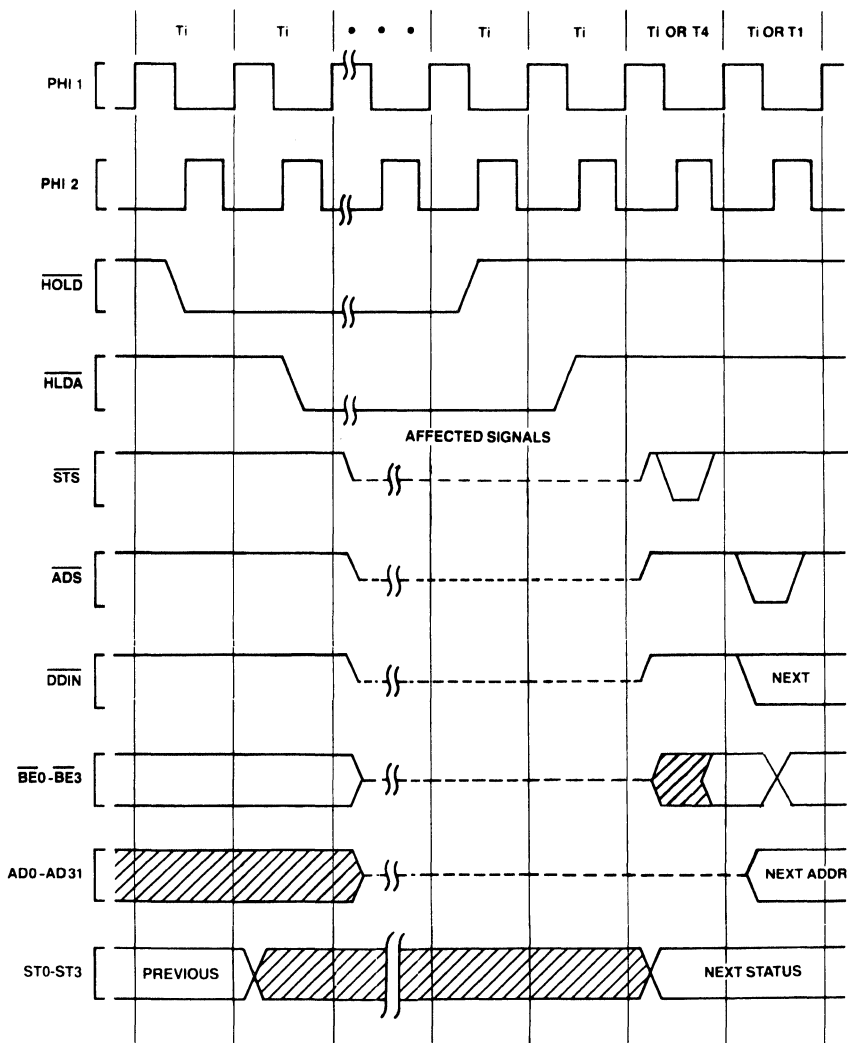 Ti Ti • • • Ti Ti TI OR T4 Ti OR T1
PHI 1
PHI 2
HOLD
HLDA
AFFECTED SIGNALS
STS
ADS
DDIN NEXT
BE0-BE3
AD0-AD31 NEXT ADDR
ST0-ST3 PREVIOUS NEXT STATUS